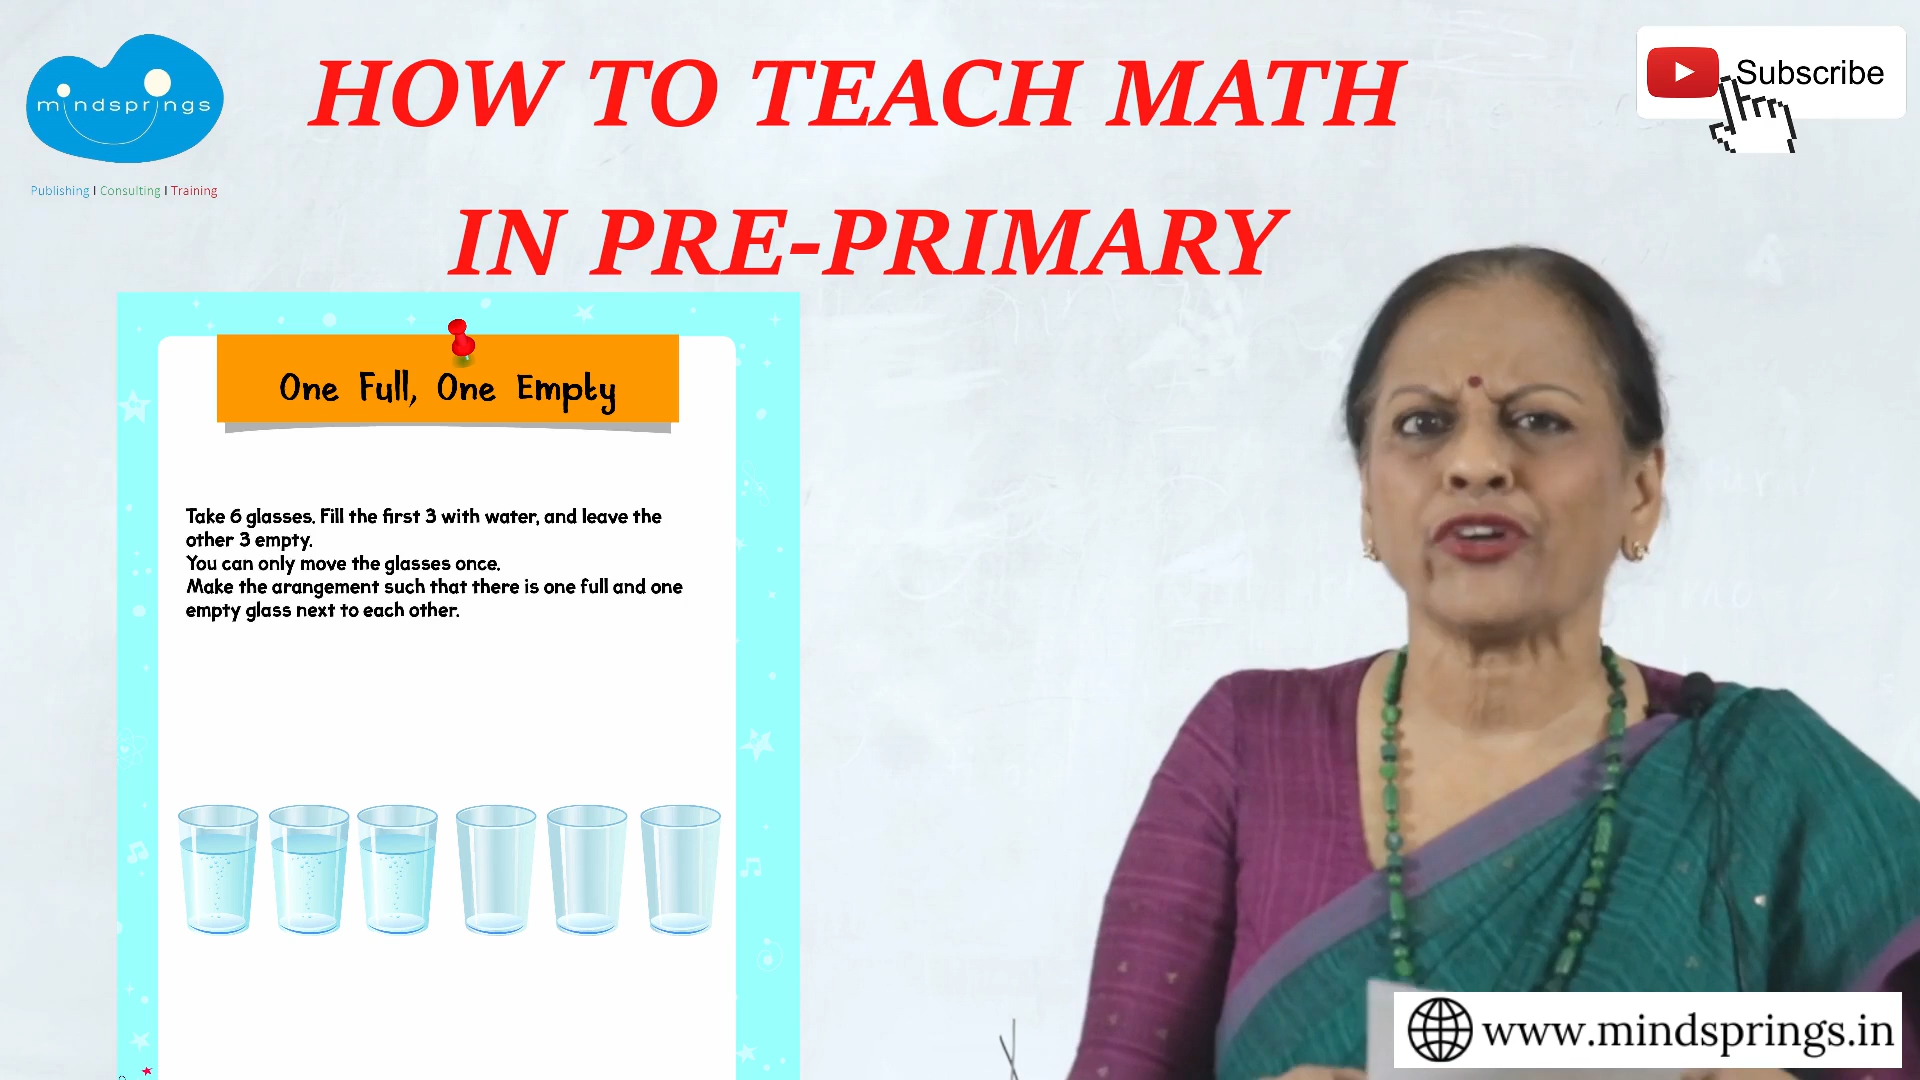 mindsprings
Publishing I Consulting I Training
HOW TO TEACH MATH
IN PRE-PRIMARY
Subscribe
One Full, One Empty
Take 6 glasses. Fill the first 3 with water, and leave the
other 3 empty.
You can only move the glasses once.
Make the arangement such that there is one full and one
empty glass next to each other.
www.mindsprings.in